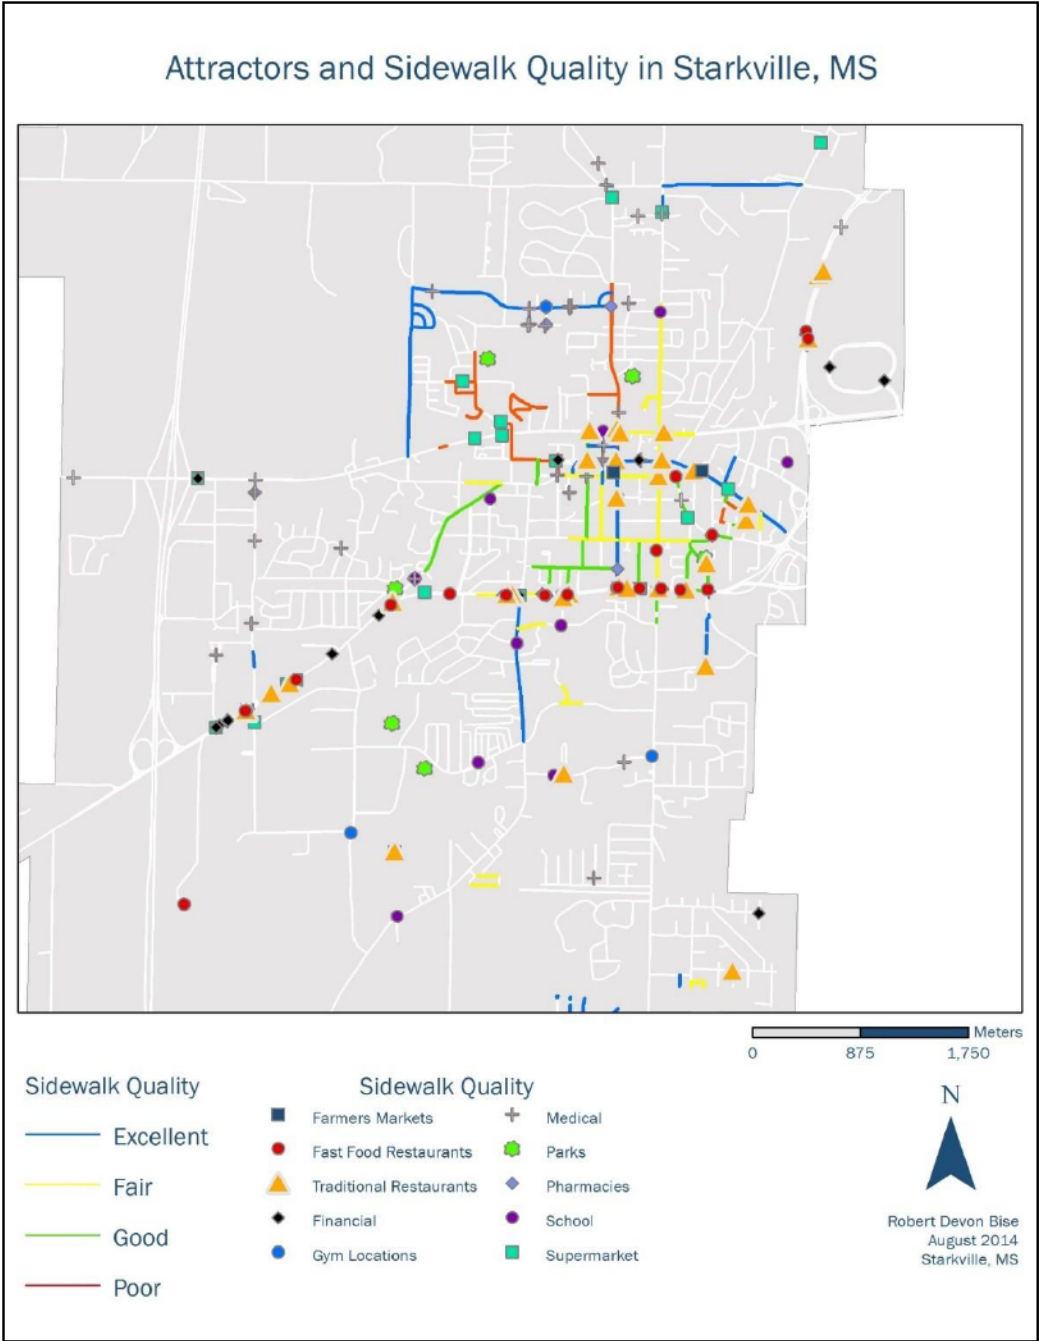 Attractors and Sidewalk Quality in Starkville, MS
Meters
0 875 1,750
Sidewalk Quality
Excellent
Fair
Good
Poor
Sidewalk Quality
Farmers Markets
Fast Food Restaurants
Traditional Restaurants
Financial
Gym Locations
Medical
Parks
Pharmacies
School
Supermarket
N
Robert Devon Bise
August 2014
Starkville, MS